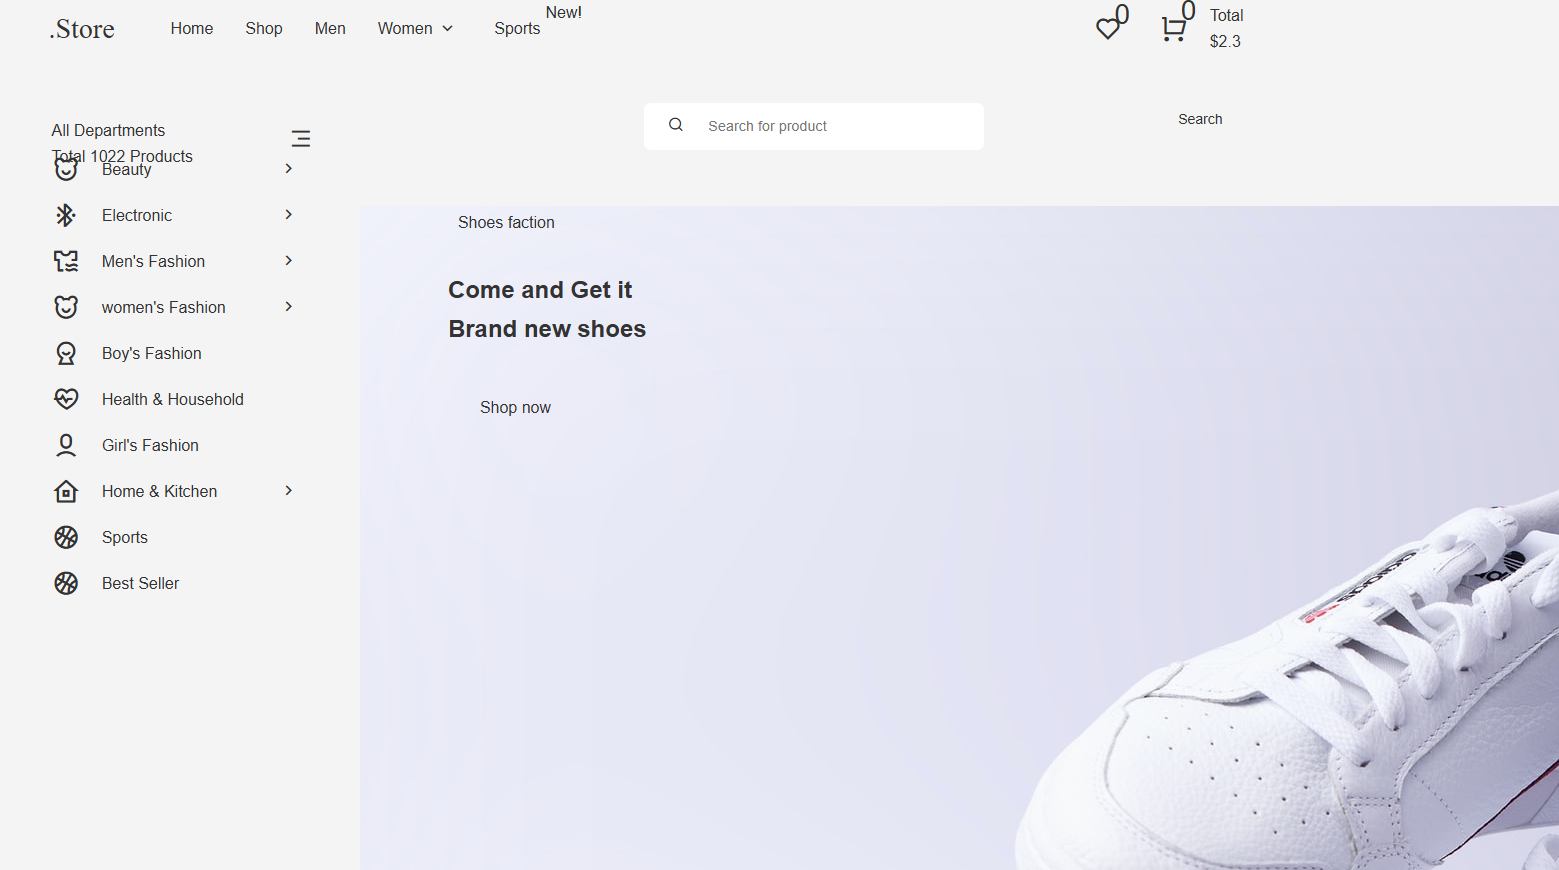 .Store
Home
Shop
Men
Women
Sports
New!
0
0
Total
$2.3
All Departments
Total 1022 Products
Search for product
Search
Beauty
Electronic
Men's Fashion
women's Fashion
Boy's Fashion
Health & Household
Girl's Fashion
Home & Kitchen
Sports
Best Seller
Shoes faction
Come and Get it
Brand new shoes
Shop now